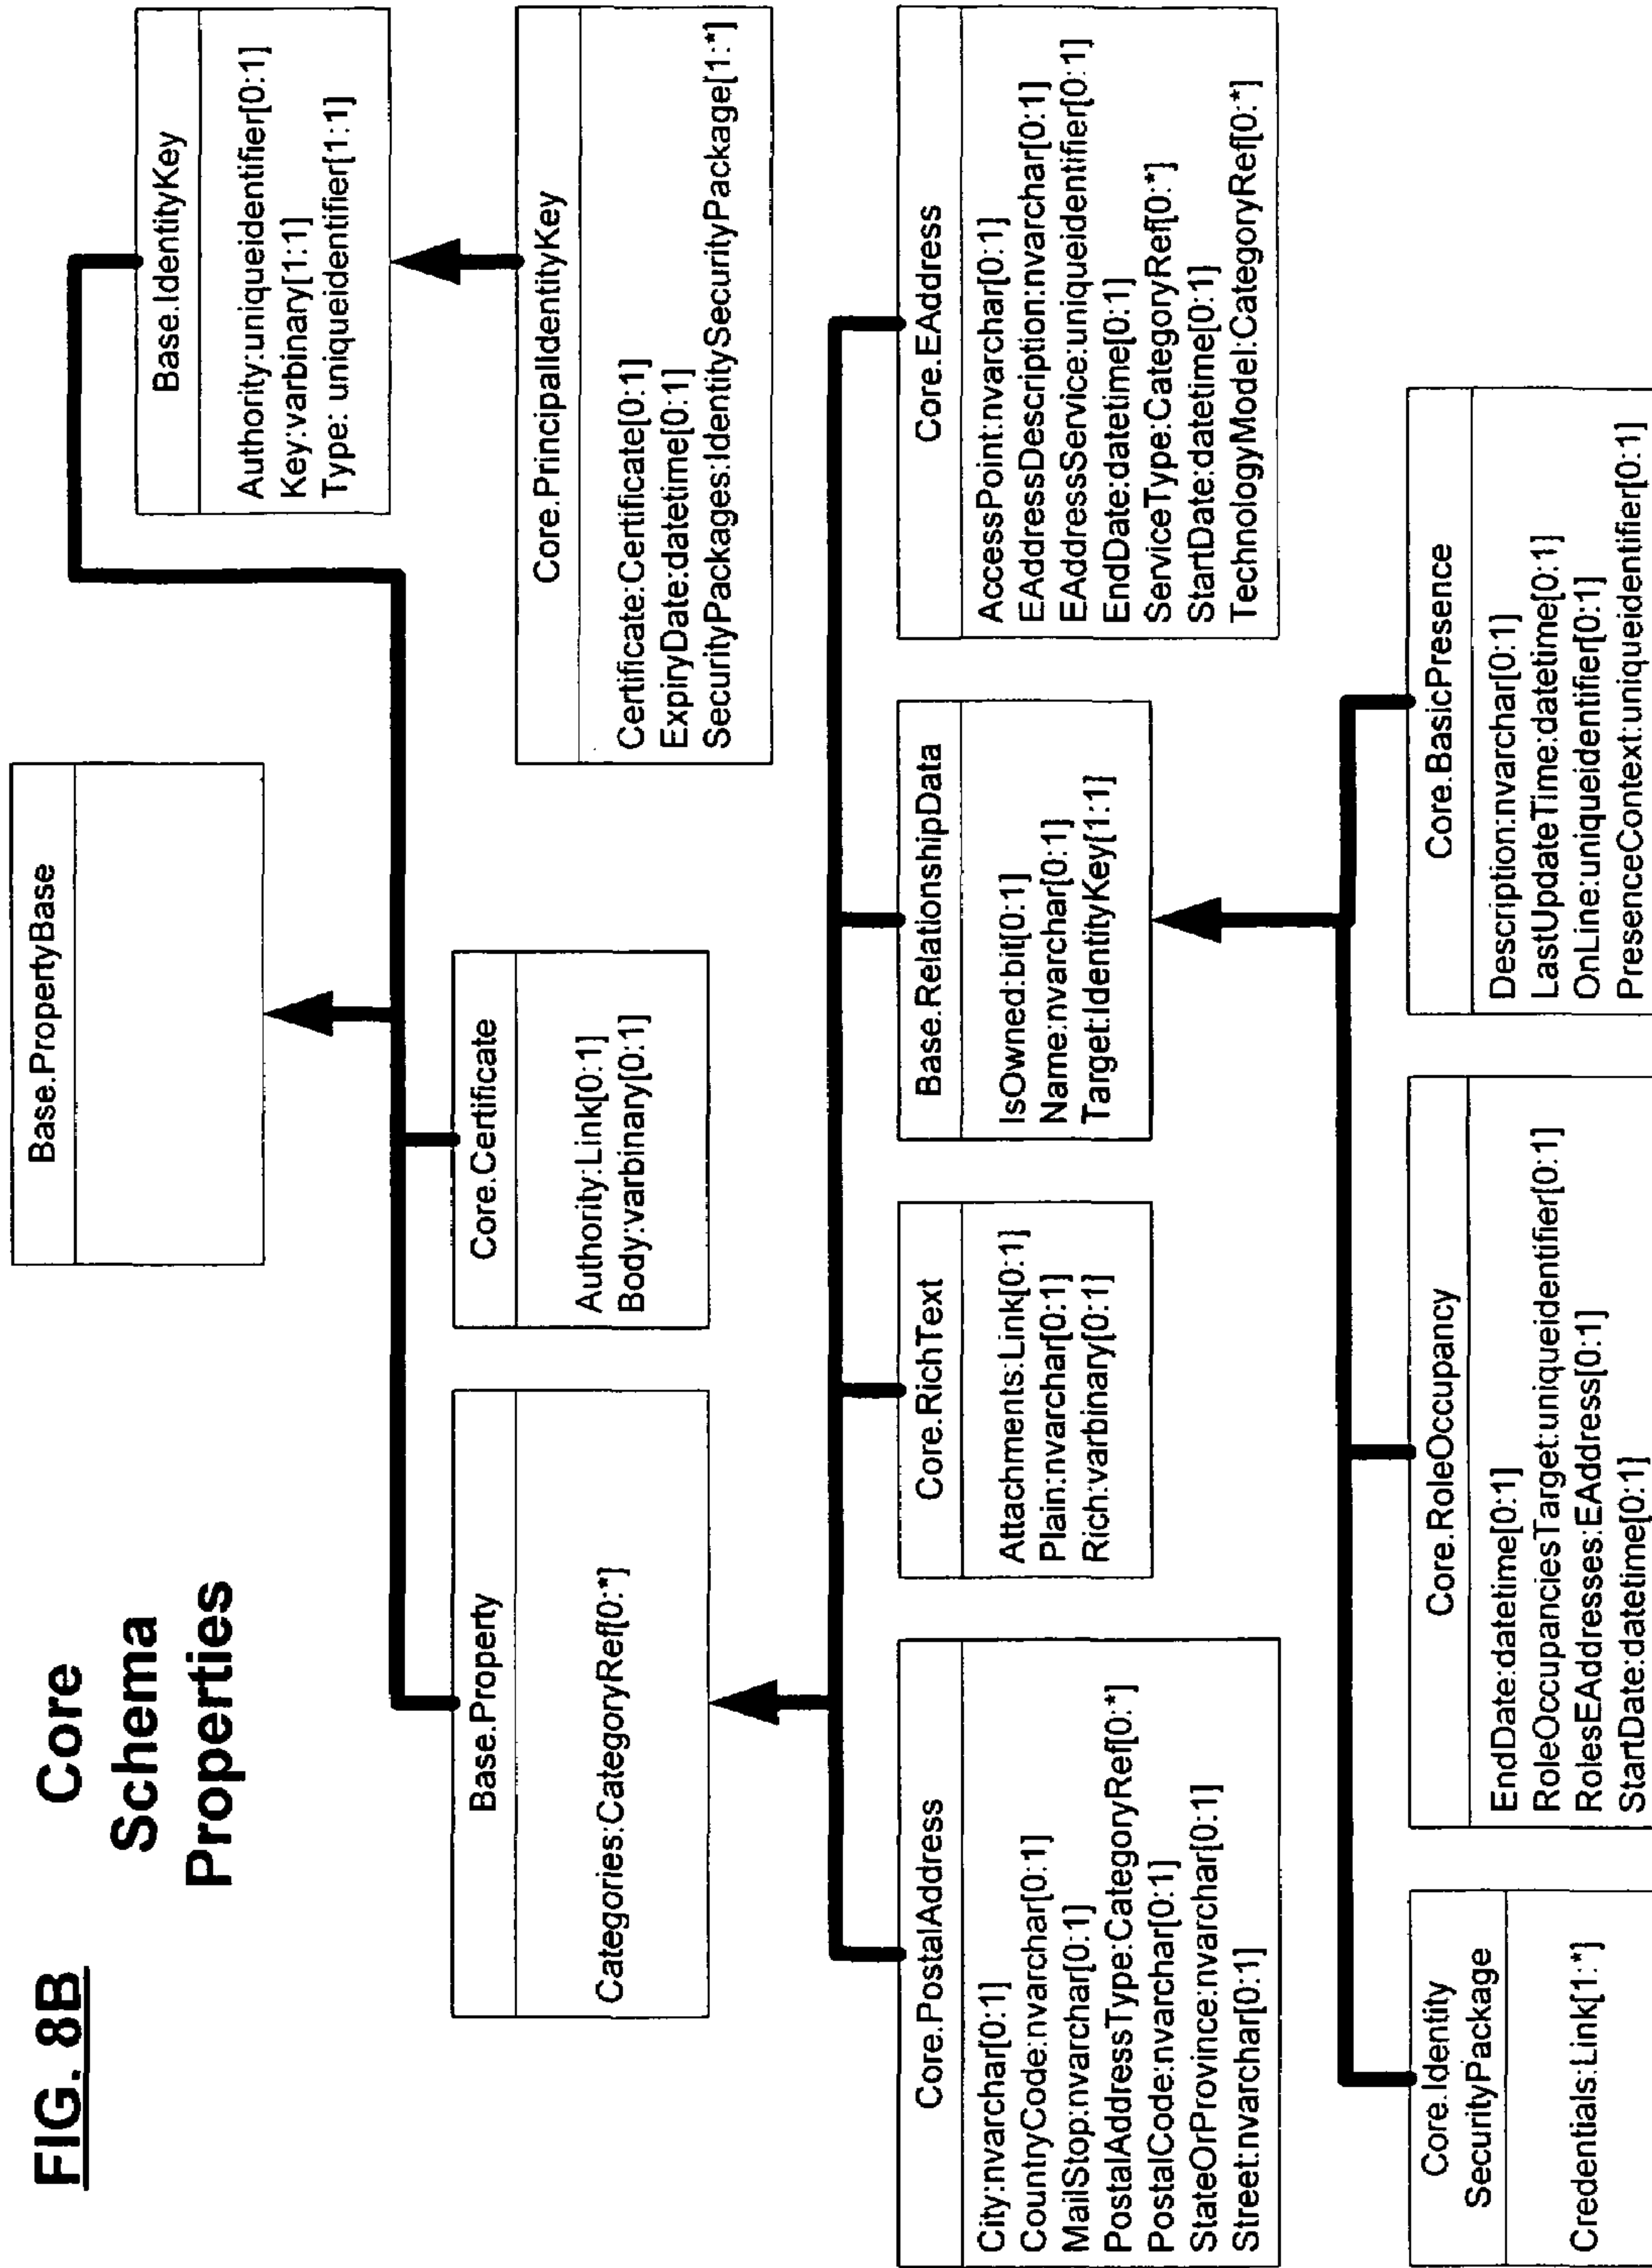 FIG. 8B
Core
Schema
Properties
Base.PropertyBase
Base.IdentityKey
Authority:uniqueidentifier[0:1]
Key:varbinary[1:1]
Type: uniqueidentifier[1:1]
Base.Property
Categories:CategoryRef[0:*]
Core.Certificate
Authority:Link[0:1]
Body:varbinary[0:1]
Core.PrincipalIdentityKey
Certificate:Certificate[0:1]
ExpiryDate:datetime[0:1]
SecurityPackages:IdentitySecurityPackage[1:*]
Core.PostalAddress
City:nvarchar[0:1]
CountryCode:nvarchar[0:1]
MailStop:nvarchar[0:1]
PostalAddressType:CategoryRef[0:*]
PostalCode:nvarchar[0:1]
StateOrProvince:nvarchar[0:1]
Street:nvarchar[0:1]
Core.RichText
Attachments:Link[0:1]
Plain:nvarchar[0:1]
Rich:varbinary[0:1]
Base.RelationshipData
IsOwned:bit[0:1]
Name:nvarchar[0:1]
Target:IdentityKey[1:1]
Core.EAddress
AccessPoint:nvarchar[0:1]
EAddressDescription:nvarchar[0:1]
EAddressService:uniqueidentifier[0:1]
EndDate:datetime[0:1]
ServiceType:CategoryRef[0:*]
StartDate:datetime[0:1]
TechnologyModel:CategoryRef[0:*]
Core.Identity
SecurityPackage
Credentials:Link[1:*]
Core.RoleOccupancy
EndDate:datetime[0:1]
RoleOccupanciesTarget:uniqueidentifier[0:1]
RolesEAddresses:EAddress[0:1]
StartDate:datetime[0:1]
Core.BasicPresence
Description:nvarchar[0:1]
LastUpdateTime:datetime[0:1]
OnLine:uniqueidentifier[0:1]
PresenceContext:uniqueidentifier[0:1]